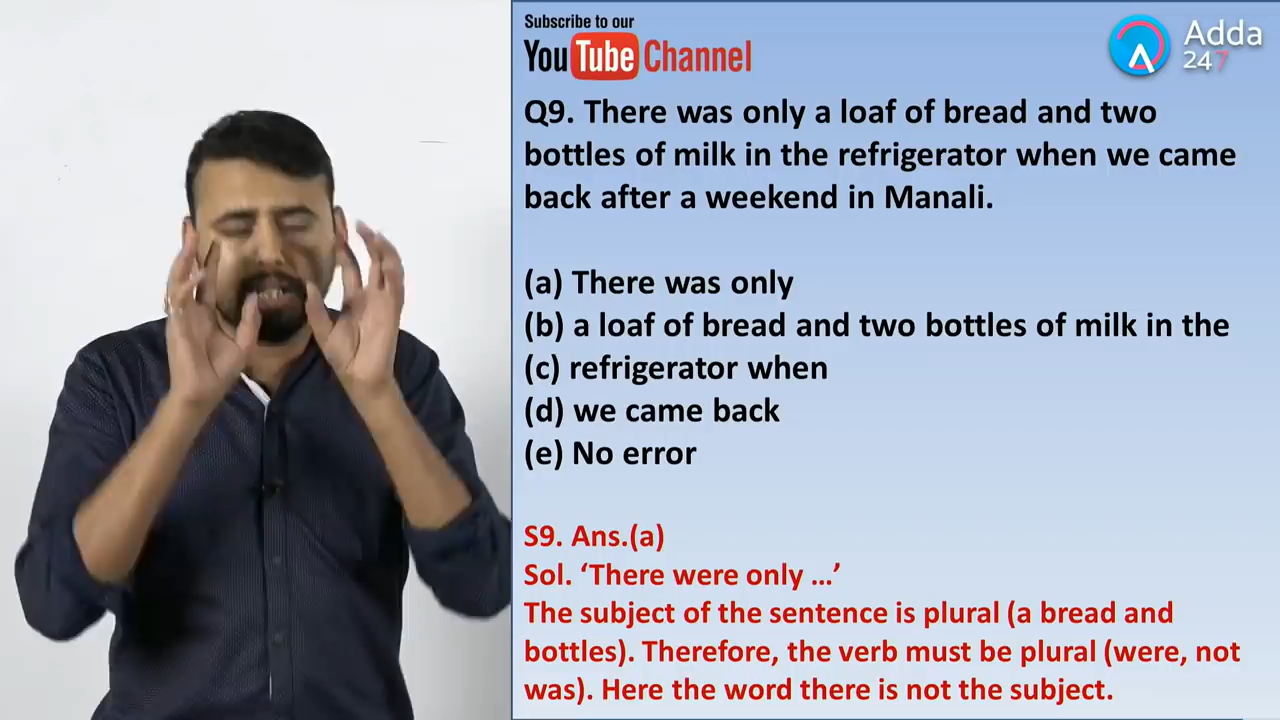 Subscribe to our
YouTube Channel
Adda
247
Q9. There was only a loaf of bread and two
bottles of milk in the refrigerator when we came
back after a weekend in Manali.
(a) There was only
(b) a loaf of bread and two bottles of milk in the
(c) refrigerator when
(d) we came back
(e) No error
S9. Ans.(a)
Sol. ‘There were only ...’
The subject of the sentence is plural (a bread and
bottles). Therefore, the verb must be plural (were, not
was). Here the word there is not the subject.